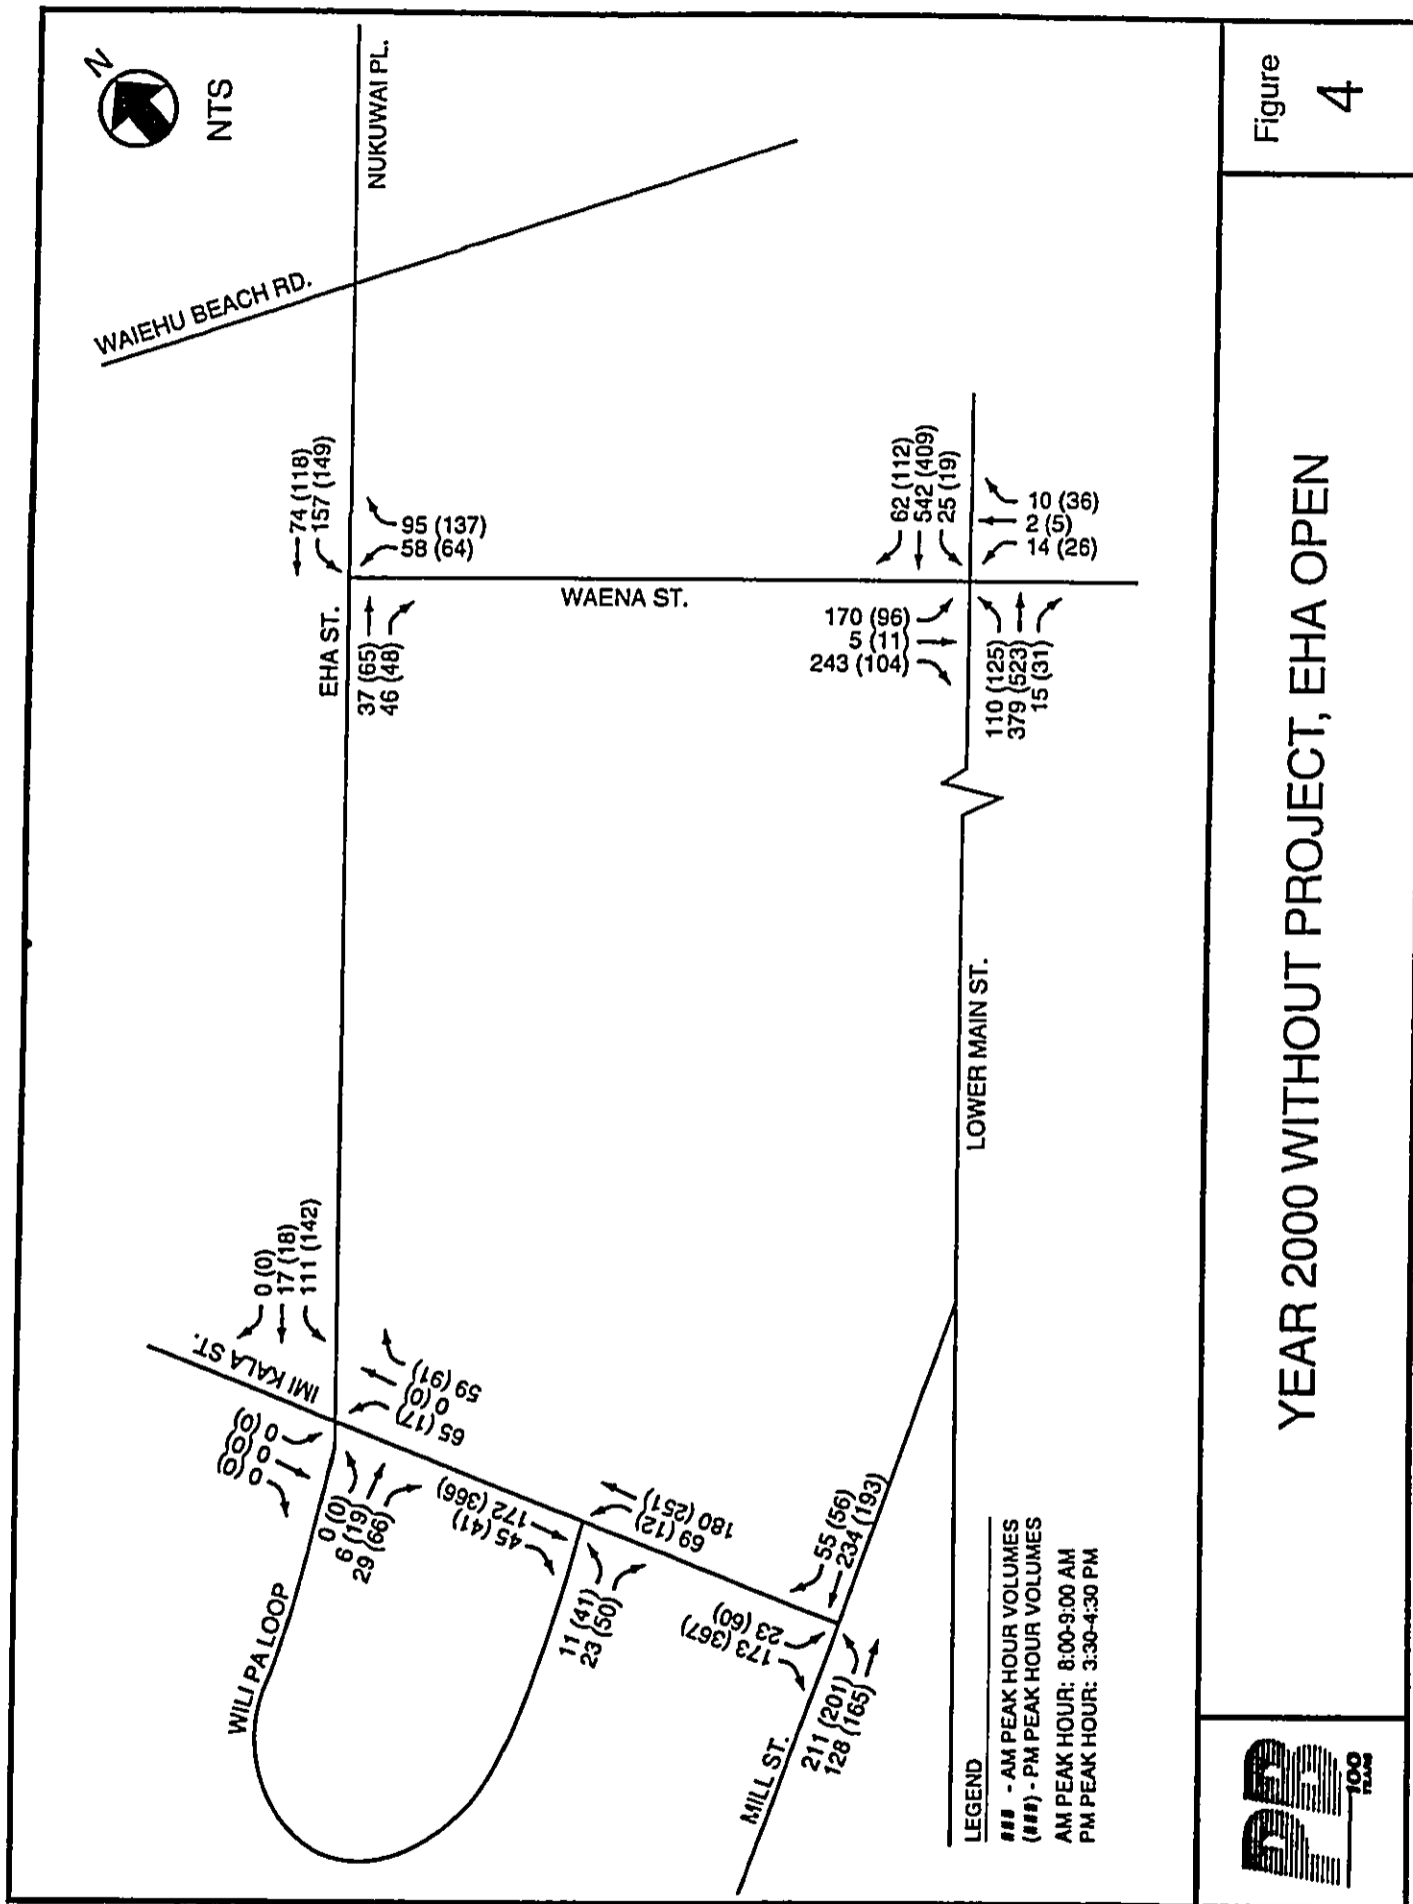 N
NTS
NUKUWAI PL.
WAIEHU BEACH RD.
74 (118)
157 (149)
95 (137)
58 (64)
EHA ST.
37 (65)
46 (48)
WAENA ST.
62 (112)
542 (409)
25 (19)
10 (36)
2 (5)
14 (26)
170 (96)
5 (11)
243 (104)
110 (125)
379 (523)
15 (31)
LOWER MAIN ST.
IMI KALA ST.
0 (0)
17 (18)
111 (142)
0 (0)
0 (0)
0 (0)
59 (91)
0 (0)
65 (17)
0 (0)
6 (19)
29 (66)
WILI PA LOOP
172 (366)
45 (41)
11 (41)
23 (50)
180 (251)
69 (12)
55 (56)
234 (193)
23 (60)
173 (367)
211 (201)
128 (165)
MILL ST.
LEGEND
### - AM PEAK HOUR VOLUMES
(###) - PM PEAK HOUR VOLUMES
AM PEAK HOUR: 8:00-9:00 AM
PM PEAK HOUR: 3:30-4:30 PM
PB
100
YEARS
YEAR 2000 WITHOUT PROJECT, EHA OPEN
Figure
4